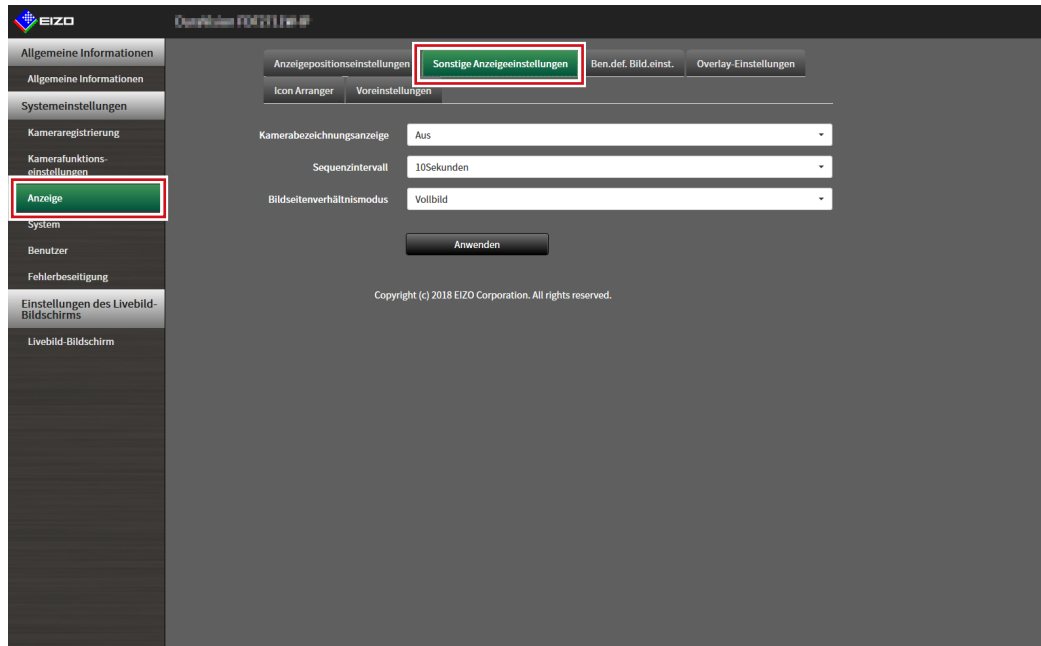 EIZO
Allgemeine Informationen
Allgemeine Informationen
Systemeinstellungen
Kameraregistrierung
Kamerafunktions-
einstellungen
Anzeige
System
Benutzer
Fehlerbeseitigung
Einstellungen des Livebild-
Bildschirms
Livebild-Bildschirm
Anzeigepositionseinstellungen
Sonstige Anzeigeeinstellungen
Ben.def. Bild.einst.
Overlay-Einstellungen
Icon Arranger
Voreinstellungen
Kamerabezeichnungsanzeige
Aus
Sequenzintervall
10Sekunden
Bildseitenverhältnismodus
Vollbild
Anwenden
Copyright (c) 2018 EIZO Corporation. All rights reserved.